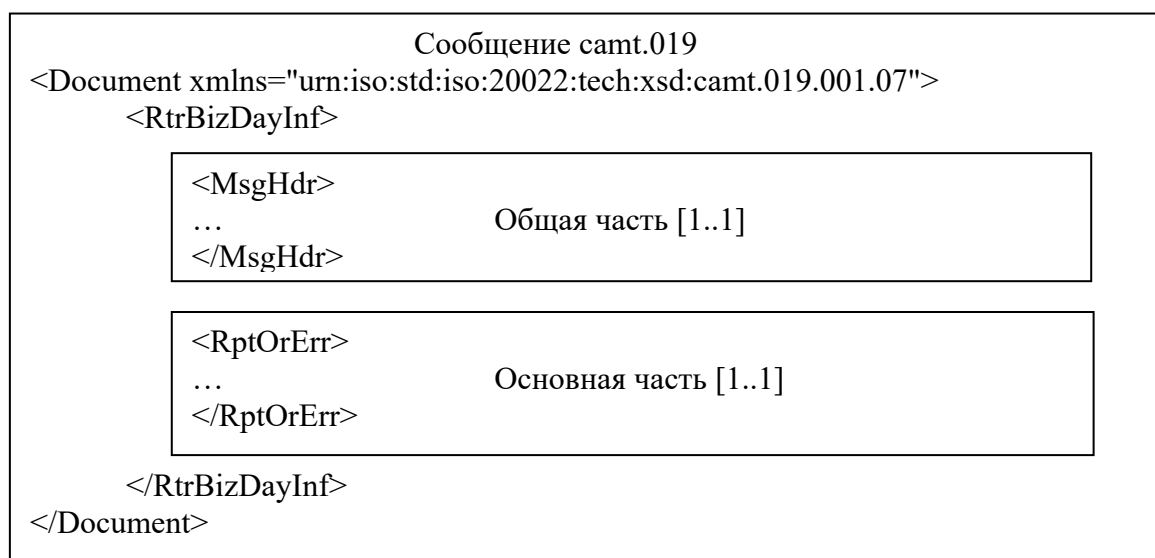 Сообщение camt.019
<Document xmlns="urn:iso:std:iso:20022:tech:xsd:camt.019.001.07">
<RtrBizDayInf>
<MsgHdr>
… Общая часть [1..1]
</MsgHdr>
<RptOrErr>
… Основная часть [1..1]
</RptOrErr>
</RtrBizDayInf>
</Document>